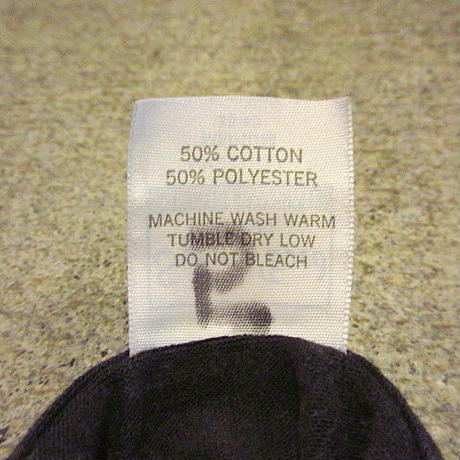 50% COTTON
50% POLYESTER
MACHINE WASH WARM
TUMBLE DRY LOW
DO NOT BLEACH